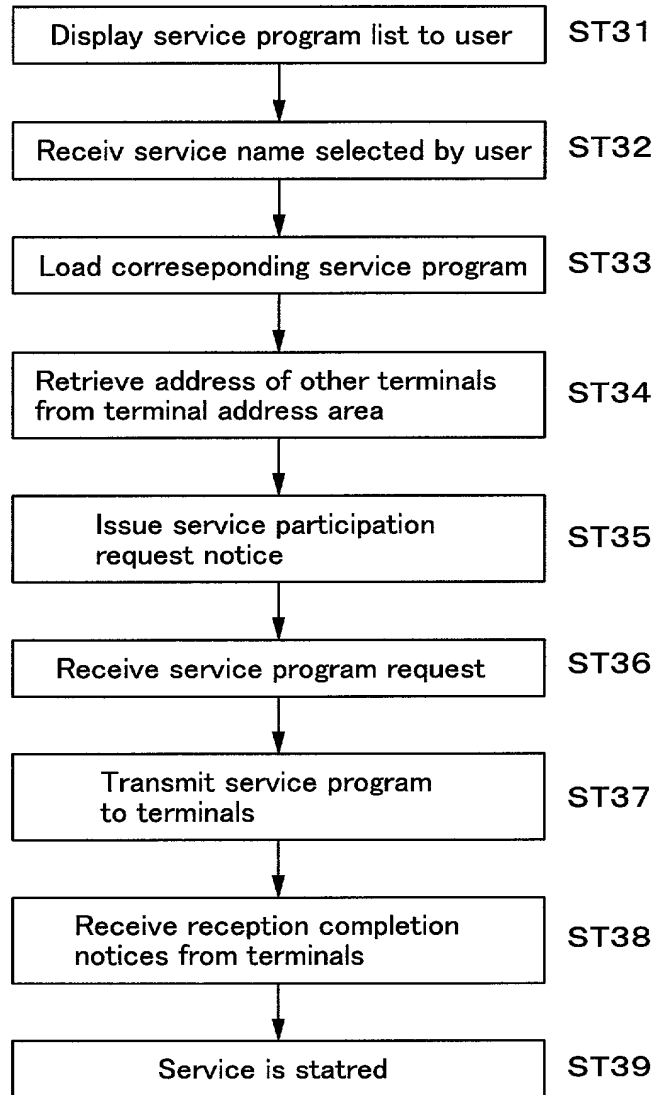 Display service program list to user ST31
Receiv service name selected by user ST32
Load correseponding service program ST33
Retrieve address of other terminals
from terminal address area ST34
Issue service participation
request notice ST35
Receive service program request ST36
Transmit service program
to terminals ST37
Receive reception completion
notices from terminals ST38
Service is statred ST39